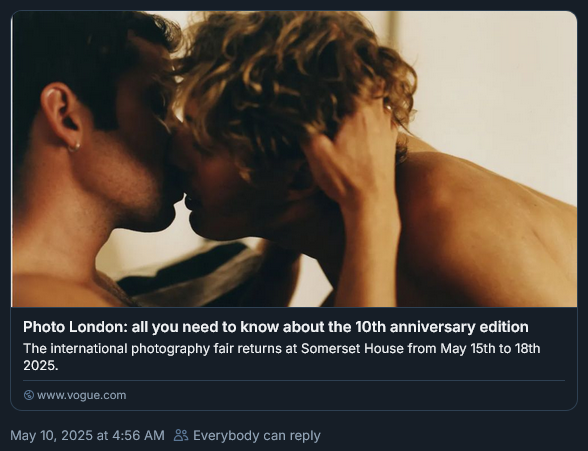 Photo London: all you need to know about the 10th anniversary edition
The international photography fair returns at Somerset House from May 15th to 18th
2025.
www.vogue.com
May 10, 2025 at 4:56 AM Everybody can reply